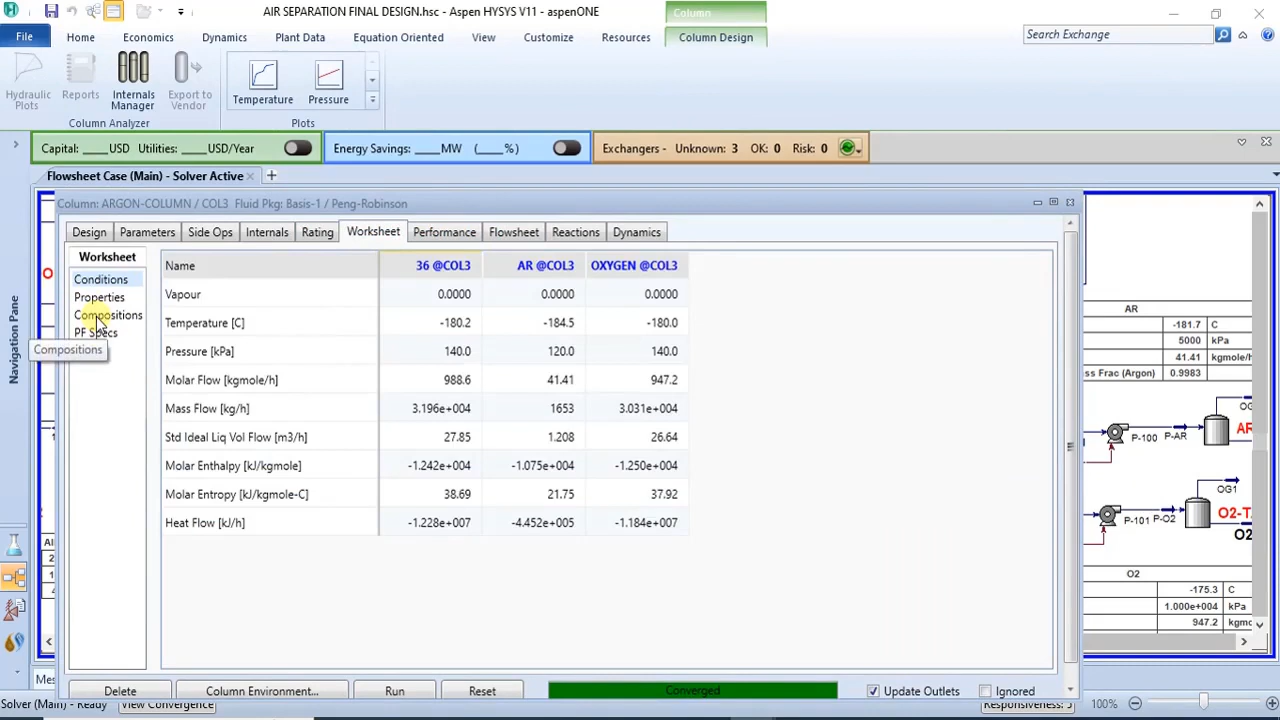 AIR SEPARATION FINAL DESIGN.hsc - Aspen HYSYS V11 - aspenONE
Column
File Home Economics Dynamics Plant Data Equation Oriented View Customize Resources Column Design Search Exchange
Hydraulic Plots Reports Internals Manager Export to Vendor Temperature Pressure
Column Analyzer Plots
Capital: ____USD Utilities: ____USD/Year Energy Savings: ____MW (____%) Exchangers - Unknown: 3 OK: 0 Risk: 0
Flowsheet Case (Main) - Solver Active
Column: ARGON-COLUMN / COL3 Fluid Pkg: Basis-1 / Peng-Robinson
Design Parameters Side Ops Internals Rating Worksheet Performance Flowsheet Reactions Dynamics
Worksheet
Conditions
Properties
Compositions
PF Specs
Compositions
Name 36 @COL3 AR @COL3 OXYGEN @COL3
Vapour 0.0000 0.0000 0.0000
Temperature [C] -180.2 -184.5 -180.0
Pressure [kPa] 140.0 120.0 140.0
Molar Flow [kgmole/h] 988.6 41.41 947.2
Mass Flow [kg/h] 3.196e+004 1653 3.031e+004
Std Ideal Liq Vol Flow [m3/h] 27.85 1.208 26.64
Molar Enthalpy [kJ/kgmole] -1.242e+004 -1.075e+004 -1.250e+004
Molar Entropy [kJ/kgmole-C] 38.69 21.75 37.92
Heat Flow [kJ/h] -1.228e+007 -4.452e+005 -1.184e+007
Navigation Pane
AR
-181.7 C
5000 kPa
41.41 kgmole/h
ss Frac (Argon) 0.9983
P-100 P-AR
OG1
P-101 P-O2 O2-T
O2
-175.3 C
1.000e+004 kPa
947.2 kgmo
Delete Column Environment... Run Reset Converged Update Outlets Ignored
Solver (Main) - Ready View Convergence 100%